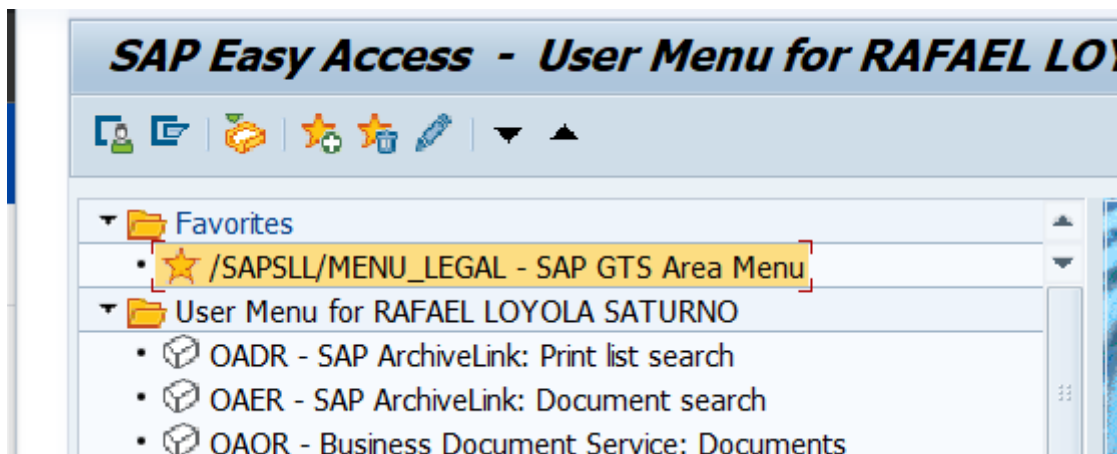 SAP Easy Access - User Menu for RAFAEL
Favorites
/SAPSLL/MENU_LEGAL - SAP GTS Area Menu
User Menu for RAFAEL LOYOLA SATURNO
OADR - SAP ArchiveLink: Print list search
OAER - SAP ArchiveLink: Document search
OAOR - Business Document Service: Documents